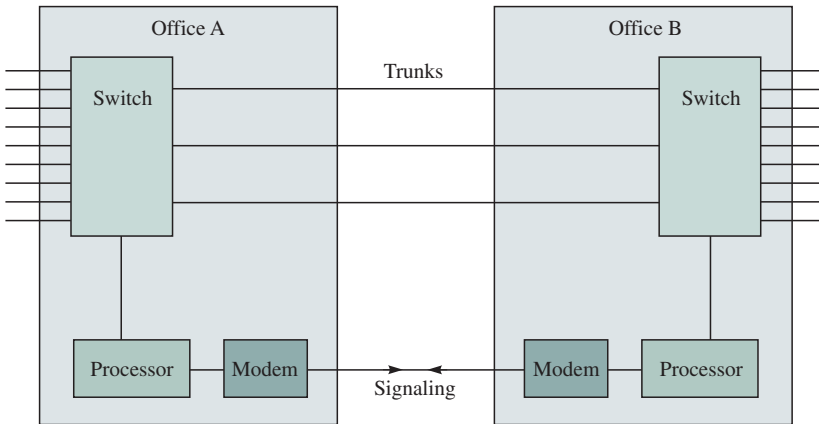 Office A
Office B
Trunks
Switch
Switch
Processor
Modem
Signaling
Modem
Processor